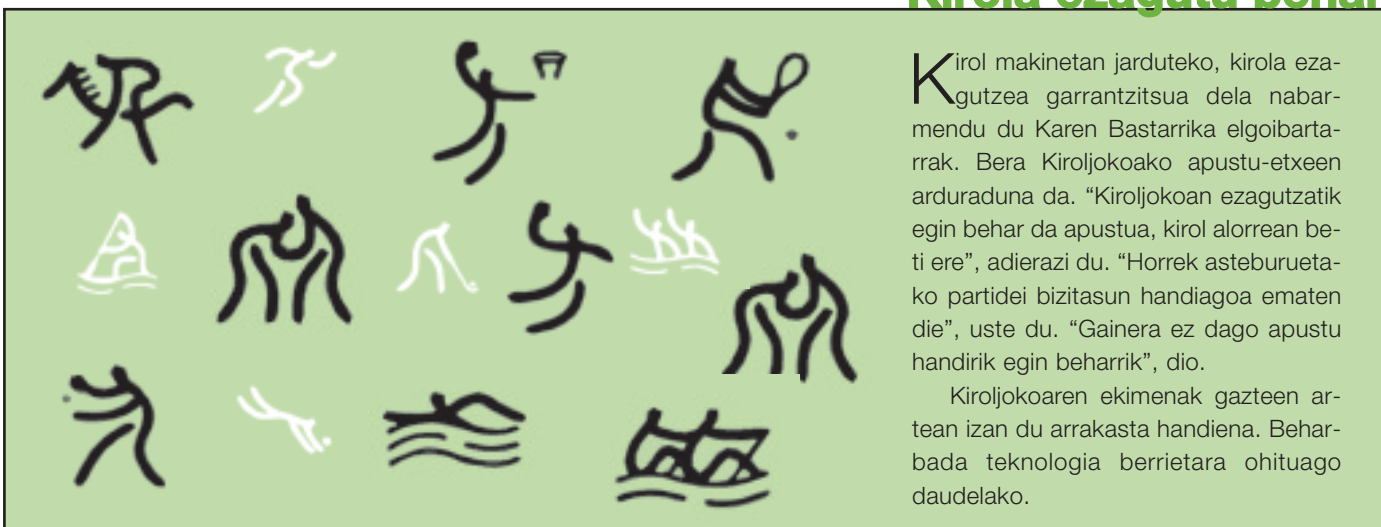 Kirola ezagutu behar
Kirol makinetan jarduteko, kirola eza-
gutzea garrantzitsua dela nabar-
mendu du Karen Bastarrika elgoibarta-
rrak. Bera Kiroljokoako apustu-etxeen
arduraduna da. “Kiroljokoan ezagutzatik
egin behar da apustua, kirol alorrean be-
ti ere”, adierazi du. “Horrek asteburueta-
ko partidei bizitasun handiagoa ematen
die”, uste du. “Gainera ez dago apustu
handirik egin beharrik”, dio.
Kiroljokoaren ekimenak gazteen ar-
tean izan du arrakasta handiena. Behar-
bada teknologia berrietara ohituago
daudelako.